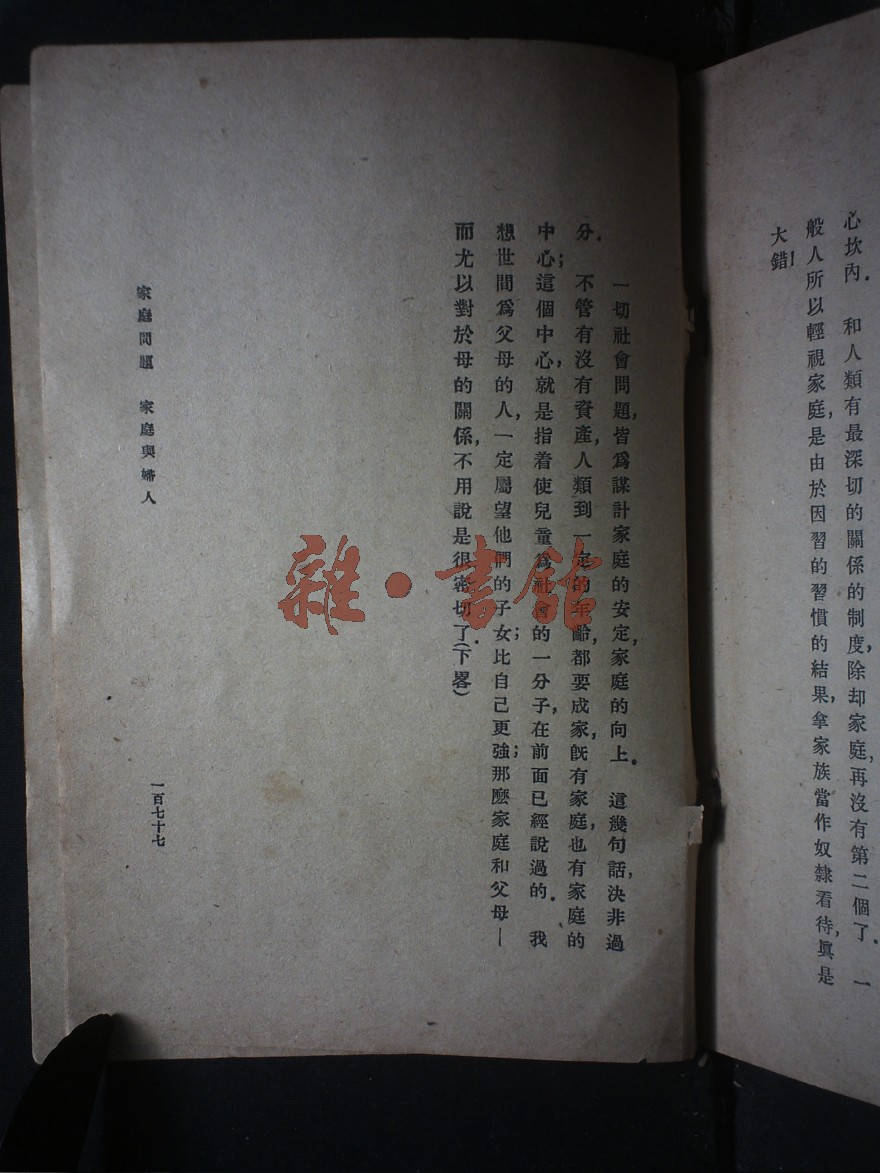 心坎內． 和人類有最深切的關係的制度，除却家庭，再沒有第二個了． 一
般人所以輕視家庭，是由於因習的習慣的結果，拿家族當作奴隸看待，眞是
大錯！
一切社會問題，皆爲謀計家庭的安定，家庭的向上． 這幾句話，決非過
分． 不管有沒有資產，人類到一定的年齡，都要成家，旣有家庭，也有家庭的
中心；這個中心，就是指着使兒童爲社會的一分子，在前面已經說過的． 我
想世間爲父母的人，一定屬望他們的子女；比自己更強；那麼家庭和父母—
而尤以對於母的關係，不用說是很密切了．（下畧）
家庭問題 家庭與婦人
一百七十七
雜·書館